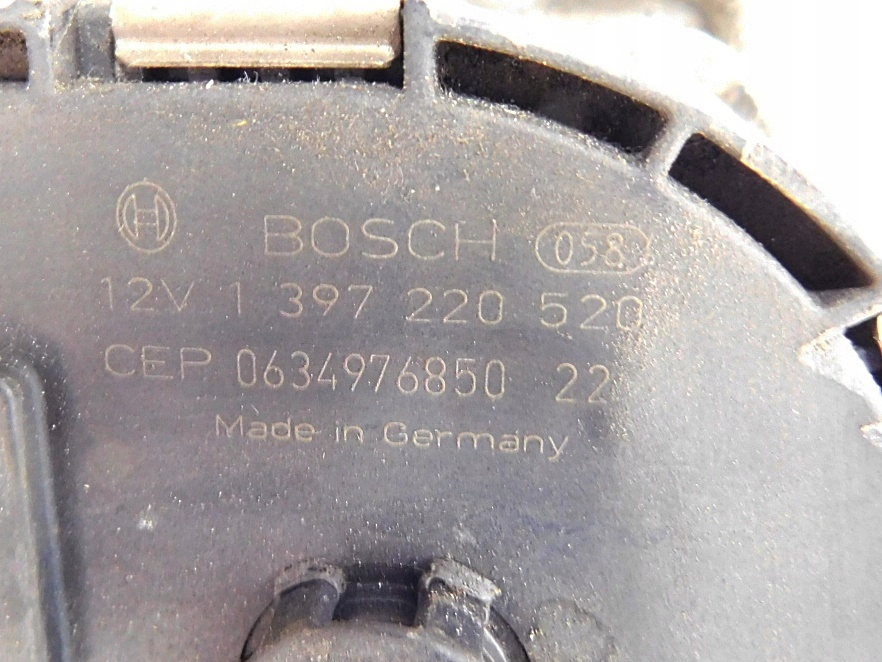 BOSCH 058
12V 1 397 220 520
CEP 0634976850 22
Made in Germany